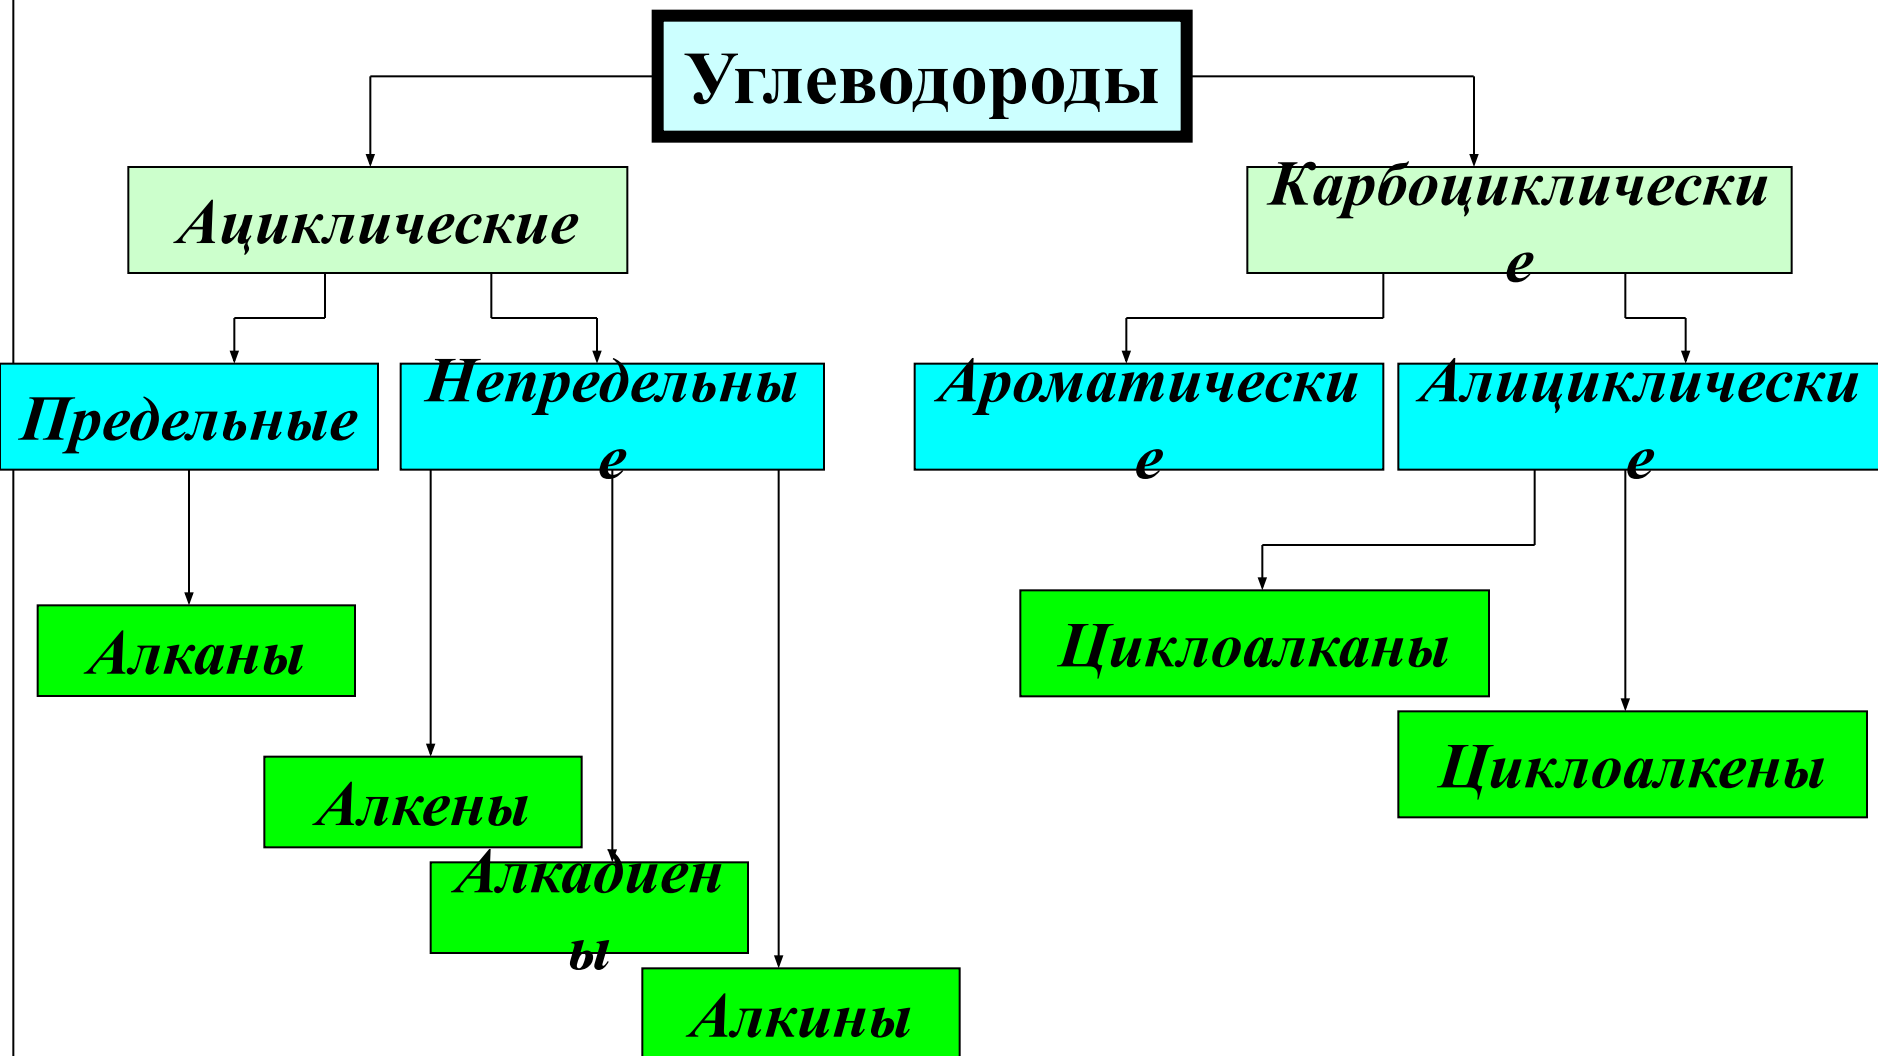 Углеводороды
Ациклические
Карбоциклически
е
Предельные
Непредельны
е
Ароматически
е
Алициклически
е
Алканы
Циклоалканы
Циклоалкены
Алкены
Алкадиен
ы
Алкины